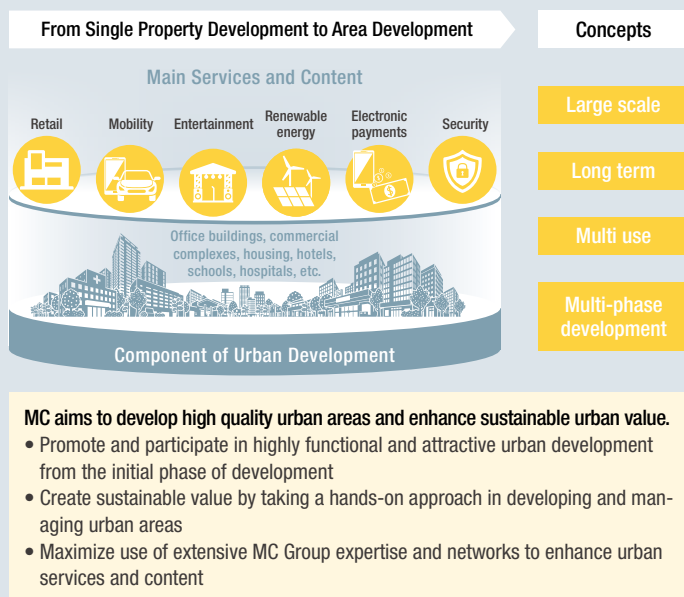 From Single Property Development to Area Development
Concepts
Main Services and Content
Retail
Mobility
Entertainment
Renewable
energy
Electronic
payments
Security
Office buildings, commercial
complexes, housing, hotels,
schools, hospitals, etc.
Component of Urban Development
Large scale
Long term
Multi use
Multi-phase
development
MC aims to develop high quality urban areas and enhance sustainable urban value.
• Promote and participate in highly functional and attractive urban development
from the initial phase of development
• Create sustainable value by taking a hands-on approach in developing and man-
aging urban areas
• Maximize use of extensive MC Group expertise and networks to enhance urban
services and content